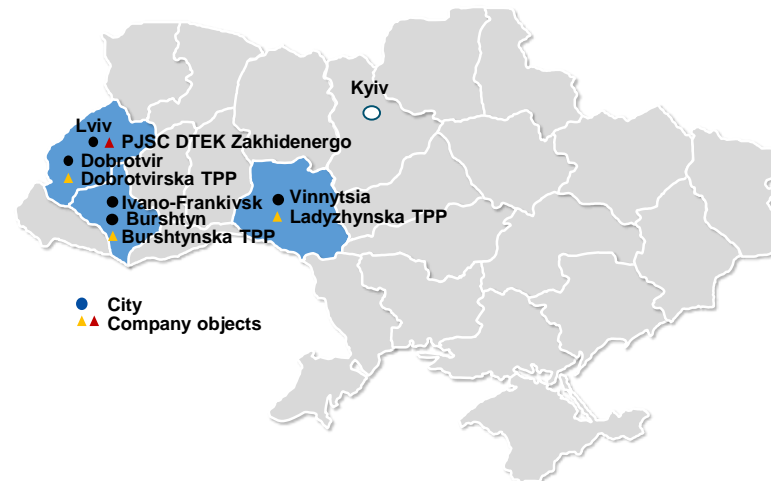 Kyiv
Lviv
PJSC DTEK Zakhidenergo
Dobrotvir
Dobrotvirska TPP
Ivano-Frankivsk
Burshtyn
Burshtynska TPP
Vinnytsia
Ladyzhynska TPP
City
Company objects